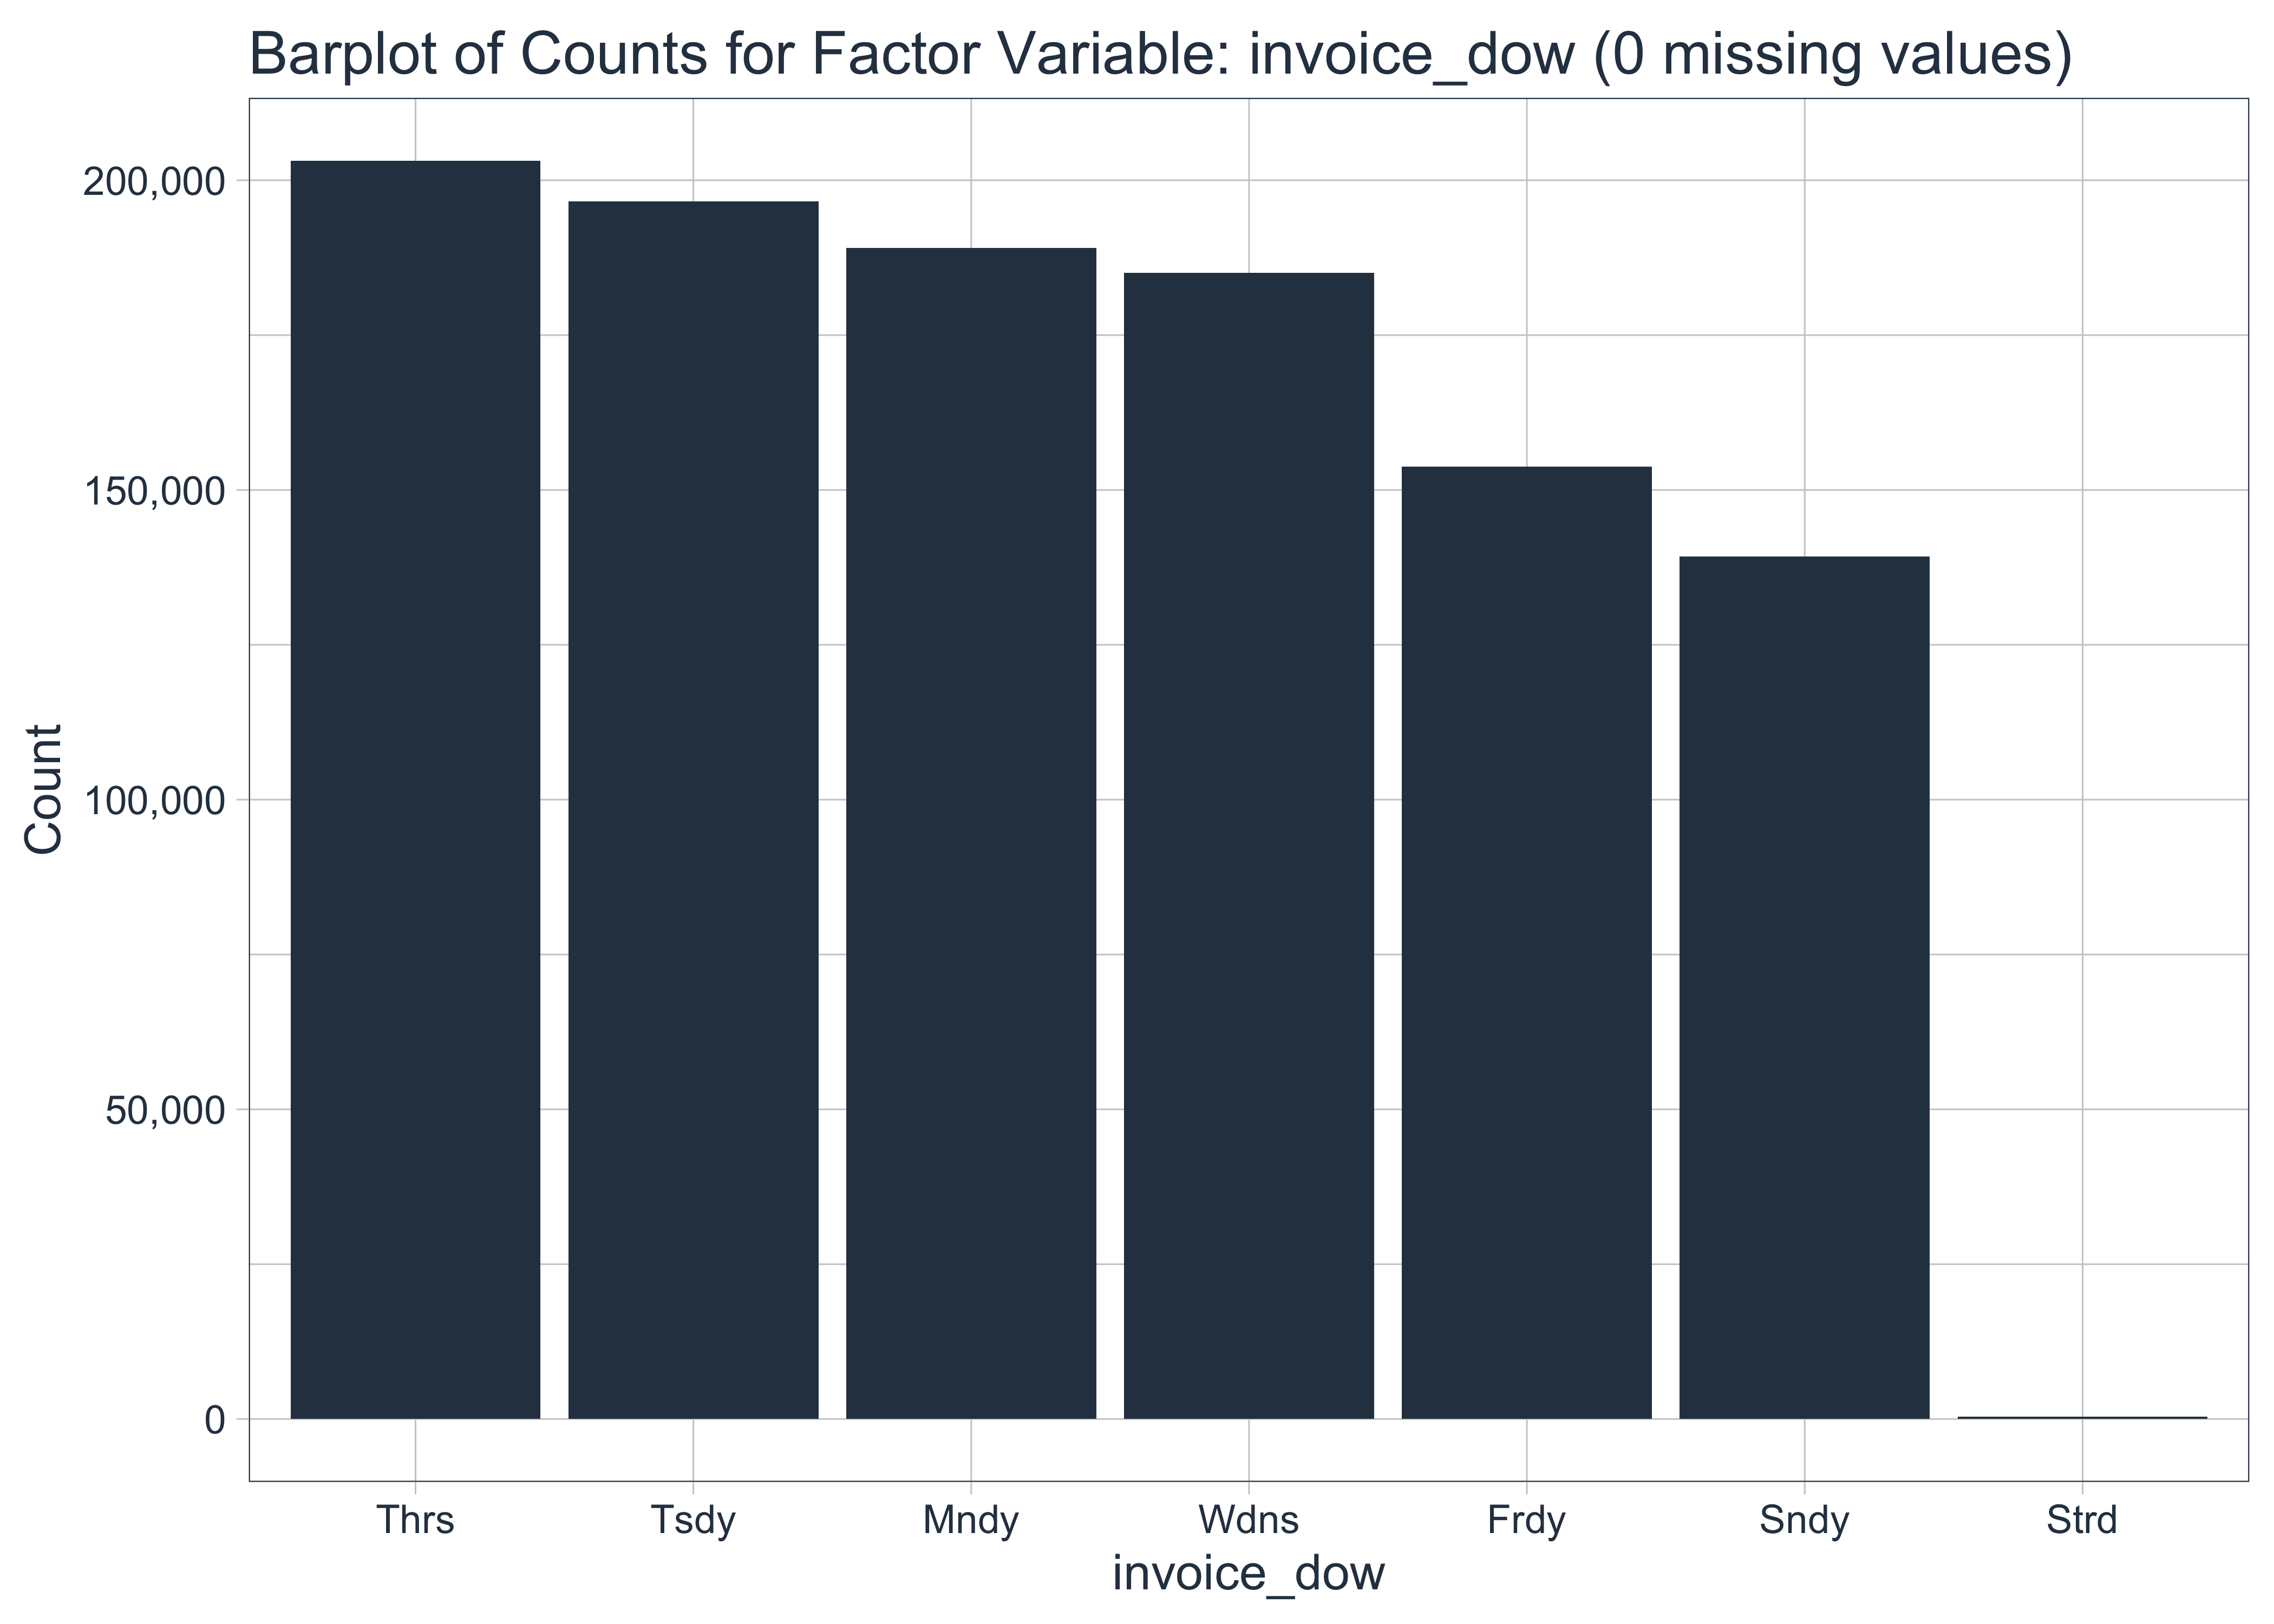 Barplot of Counts for Factor Variable: invoice_dow (0 missing values)
200,000
150,000
100,000
50,000
0
Count
Thrs Tsdy Mndy Wdns Frdy Sndy Strd
invoice_dow